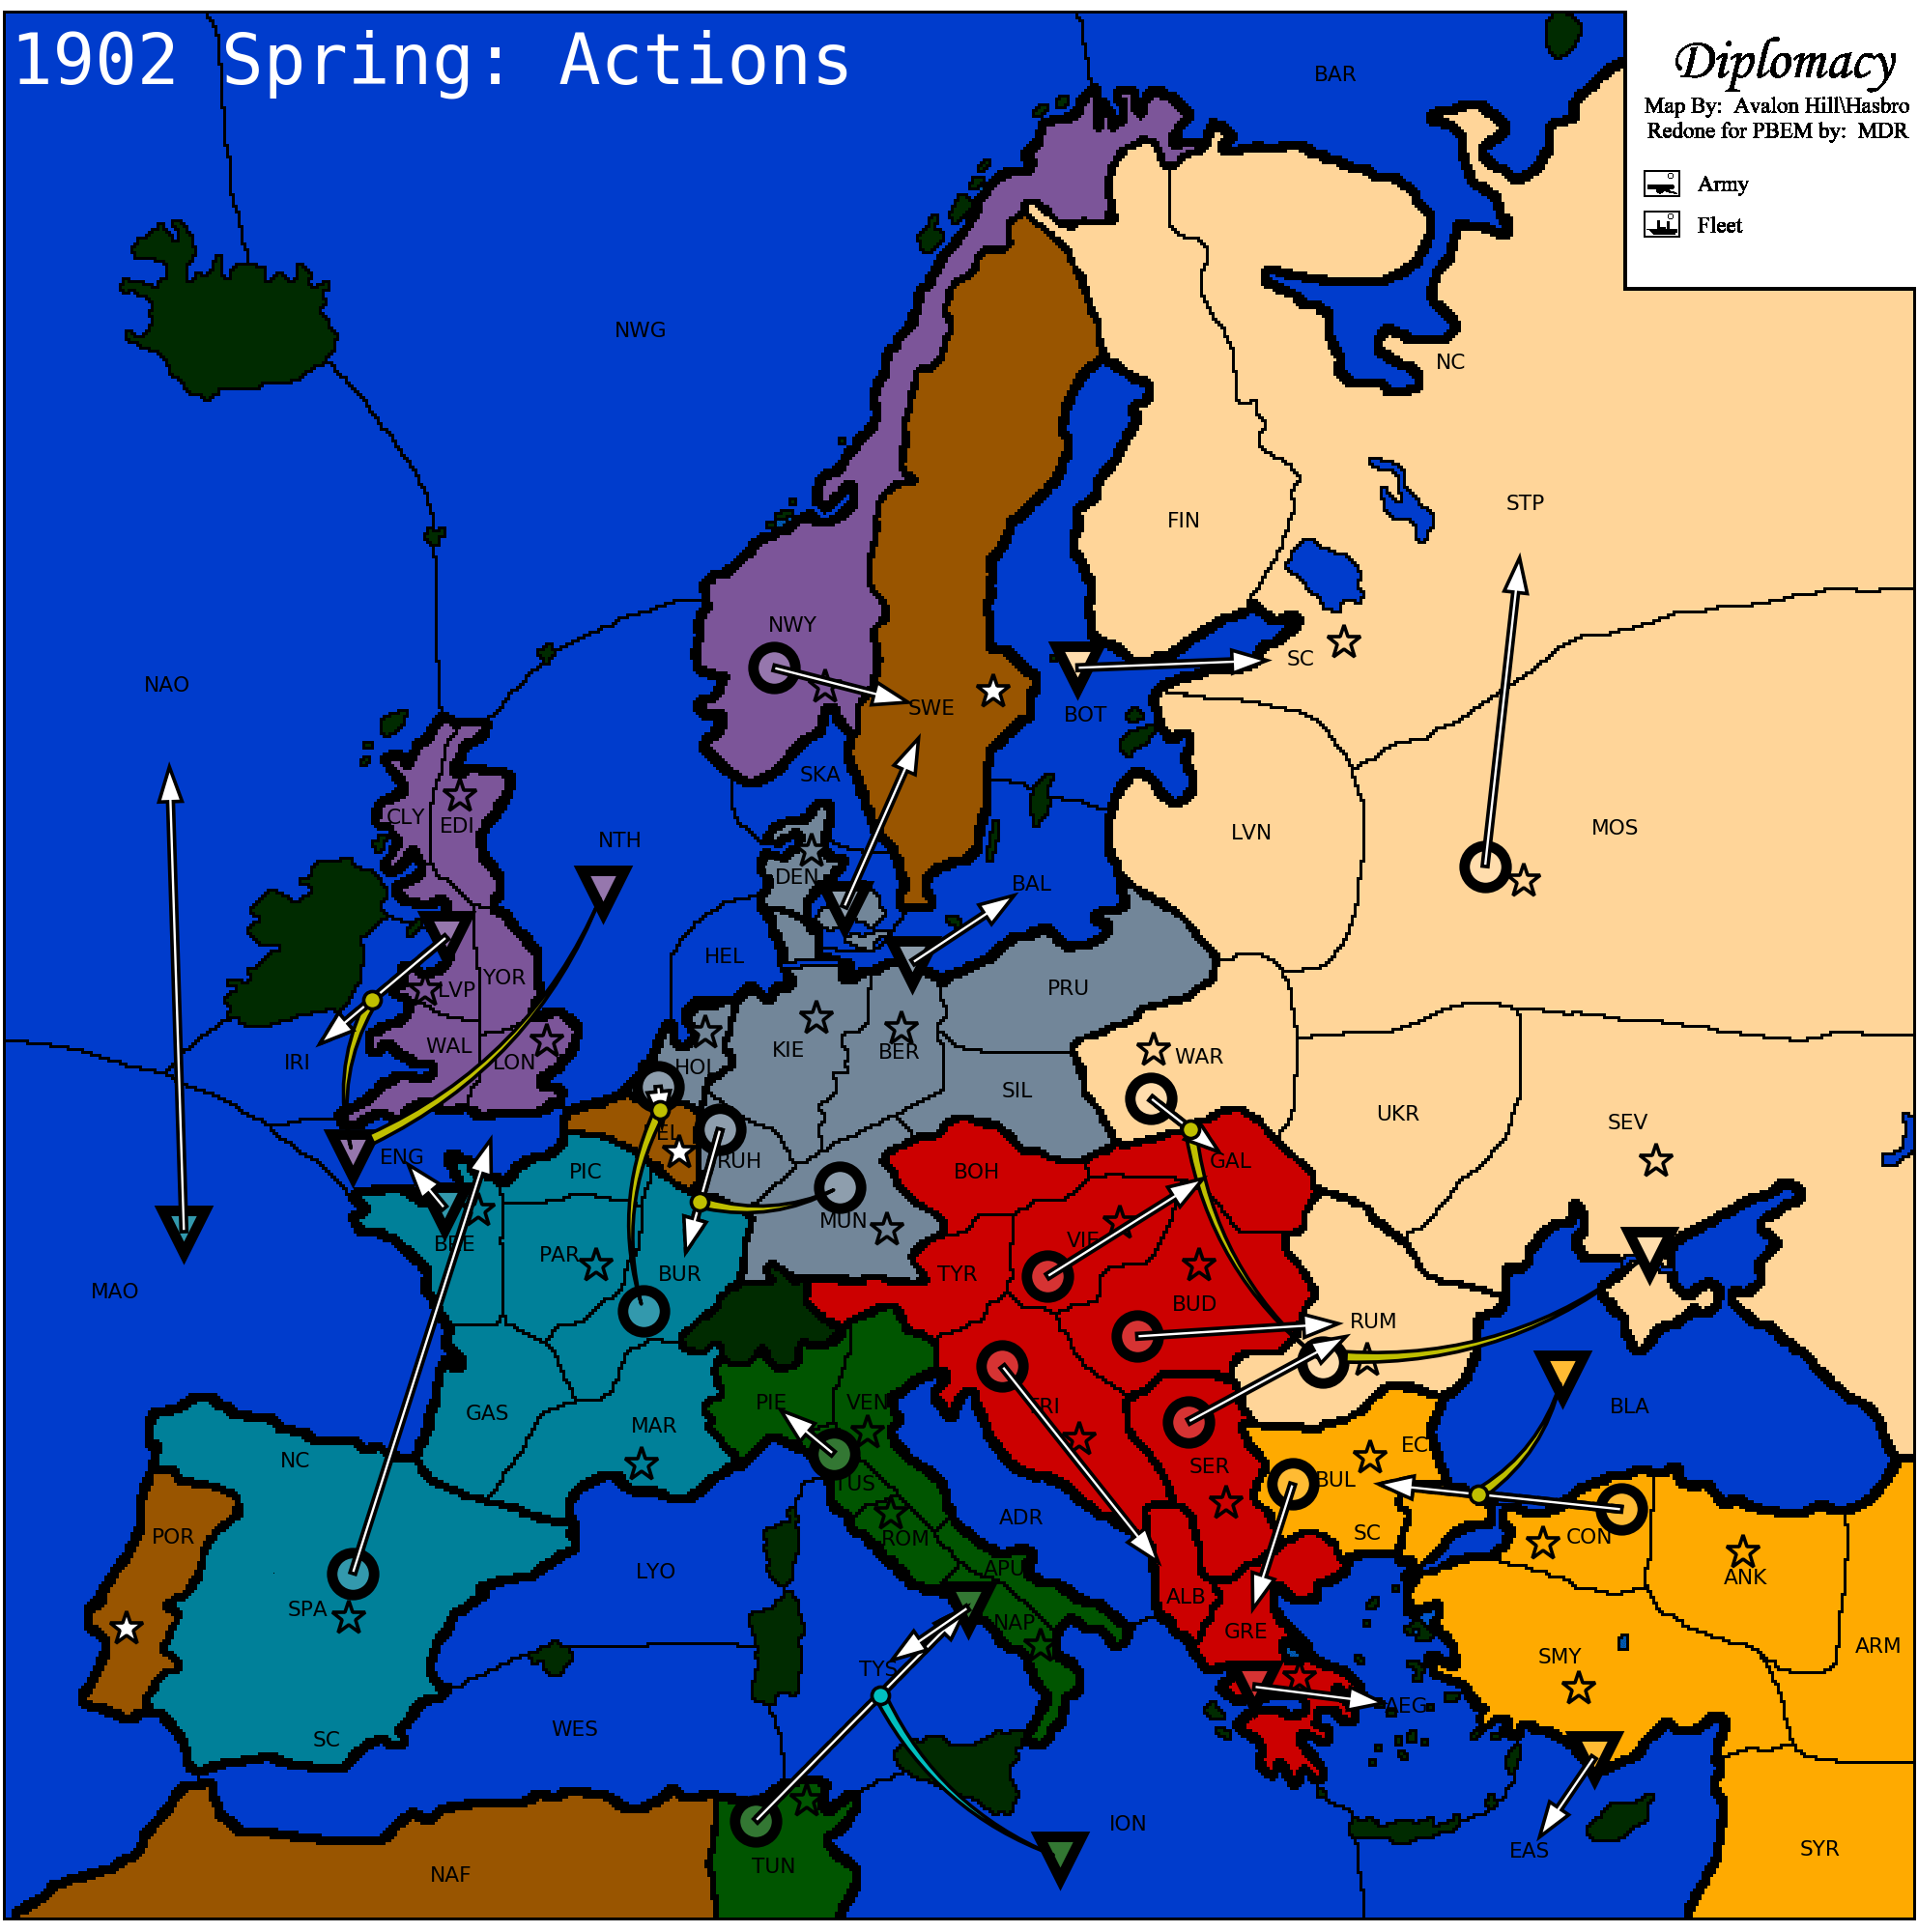 1902 Spring: Actions
Diplomacy
Map By: Avalon Hill\Hasbro
Redone for PBEM by: MDR
Army
Fleet
BAR
NWG
NC
STP
FIN
NWY
SC
NAO
SWE
BOT
SKA
CLY
EDI
NTH
LVN
MOS
DEN
BAL
HEL
YOR
LVP
PRU
WAL
LON
IRI
HOL
KIE
BER
WAR
SIL
UKR
SEV
ENG
PIC
RUH
BOH
GAL
MUN
PAR
BUR
TYR
VIE
BUD
RUM
MAO
GAS
MAR
PIE
VEN
BLA
NC
TUS
SER
BUL
SC
CON
POR
ROM
ADR
APU
ANK
LYO
SPA
ALB
GRE
NAP
SMY
ARM
TYS
AEG
WES
SC
ION
EAS
SYR
TUN
NAF